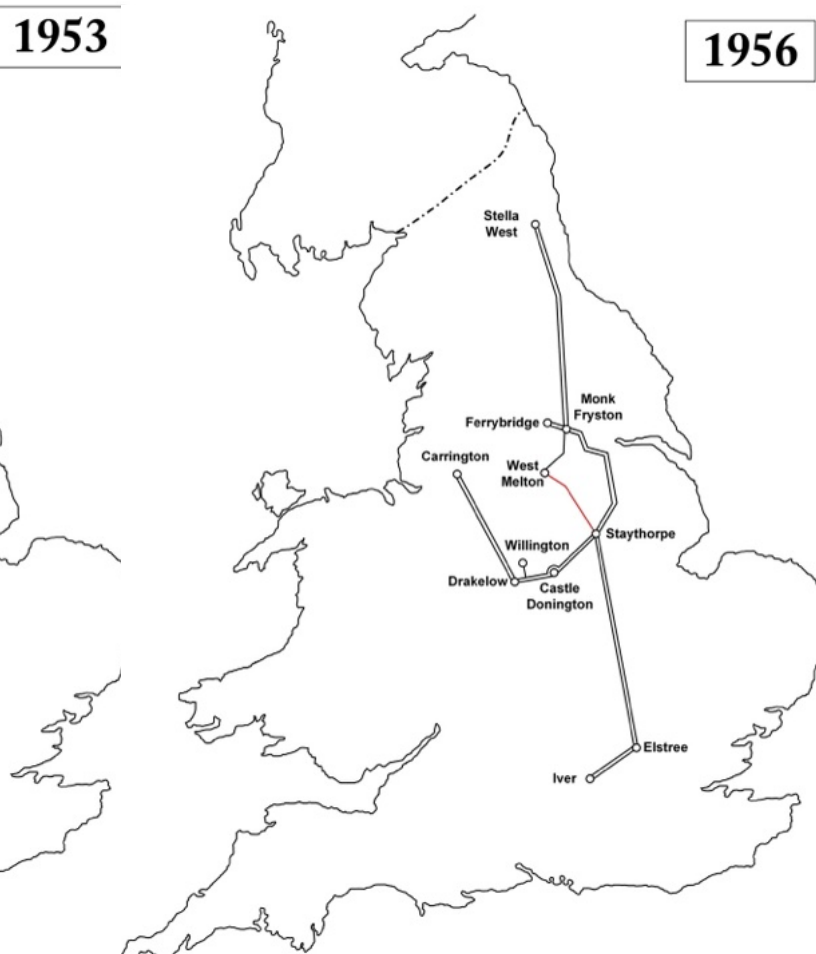 1953
1956
Stella
West
Monk
Fryston
Ferrybridge
Carrington
West
Melton
Staythorpe
Willington
Drakelow
Castle
Donington
Elstree
Iver